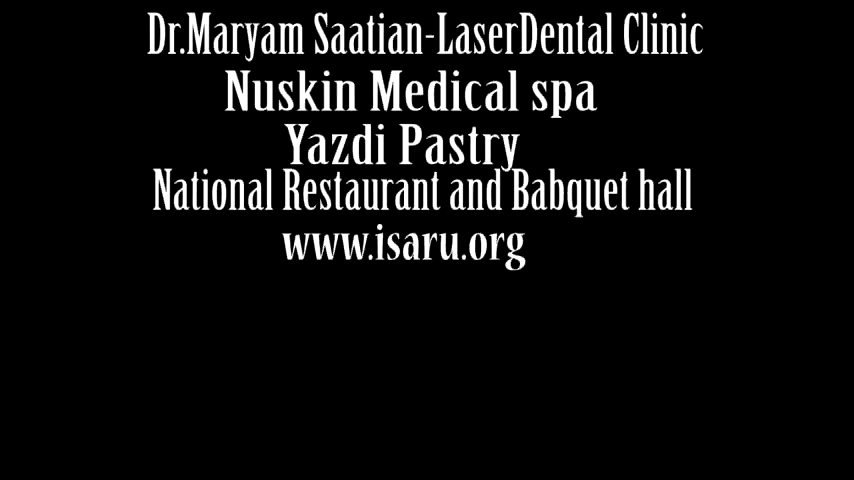 Dr.Maryam Saatian-LaserDental Clinic
Nuskin Medical spa
Yazdi Pastry
National Restaurant and Babquet hall
www.isaru.org